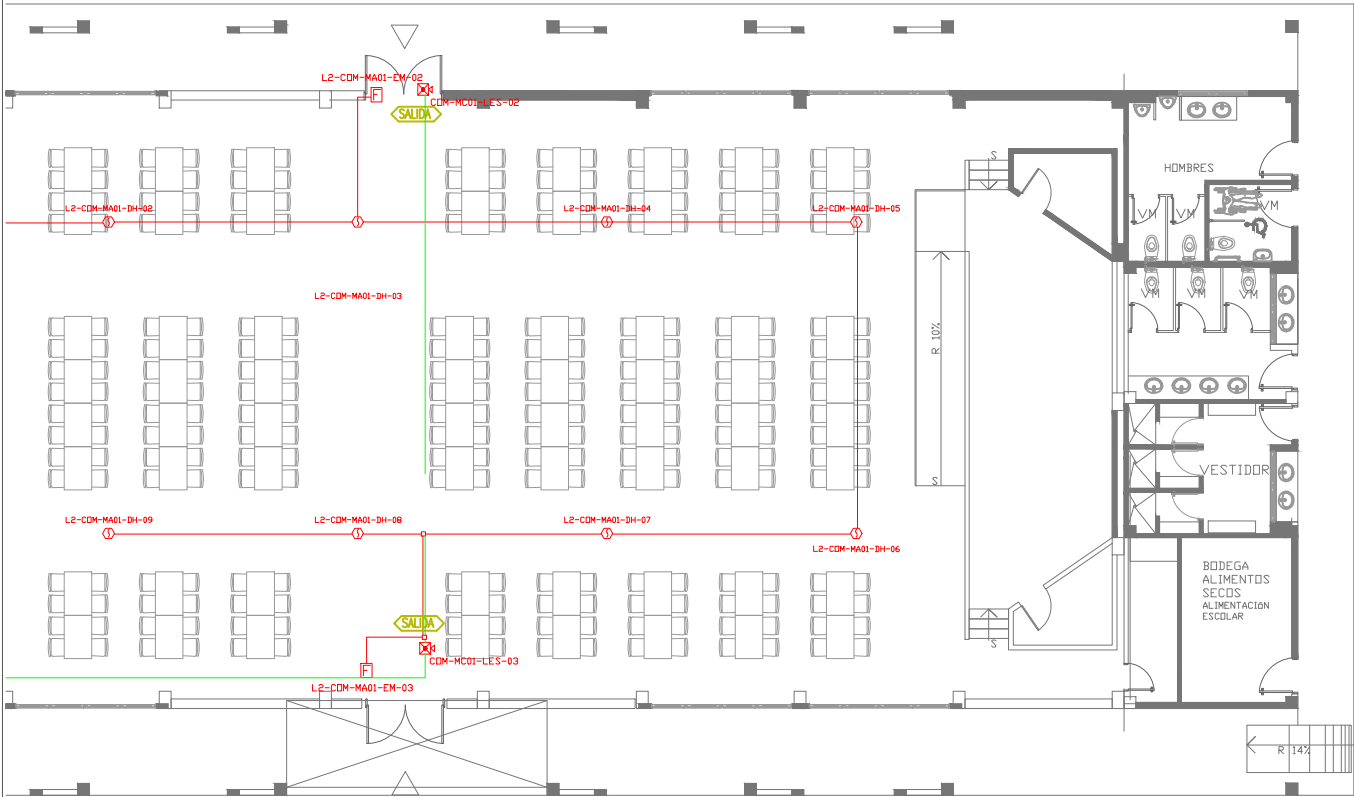 L2-COM-MA01-EM-02
F
COM-MC01-LES-02
SALIDA
S
HOMBRES
L2-COM-MA01-DH-02
L2-COM-MA01-DH-04
L2-COM-MA01-DH-05
VM
VM
VM
S
S
S
S
L2-COM-MA01-DH-03
VM
VM
VM
R 10%
S
VESTIDOR
L2-COM-MA01-DH-09
L2-COM-MA01-DH-08
L2-COM-MA01-DH-07
S
S
S
S
L2-COM-MA01-DH-06
BODEGA
ALIMENTOS
SECOS
ALIMENTACIóN
ESCOLAR
SALIDA
S
COM-MC01-LES-03
F
L2-COM-MA01-EM-03
R 14%